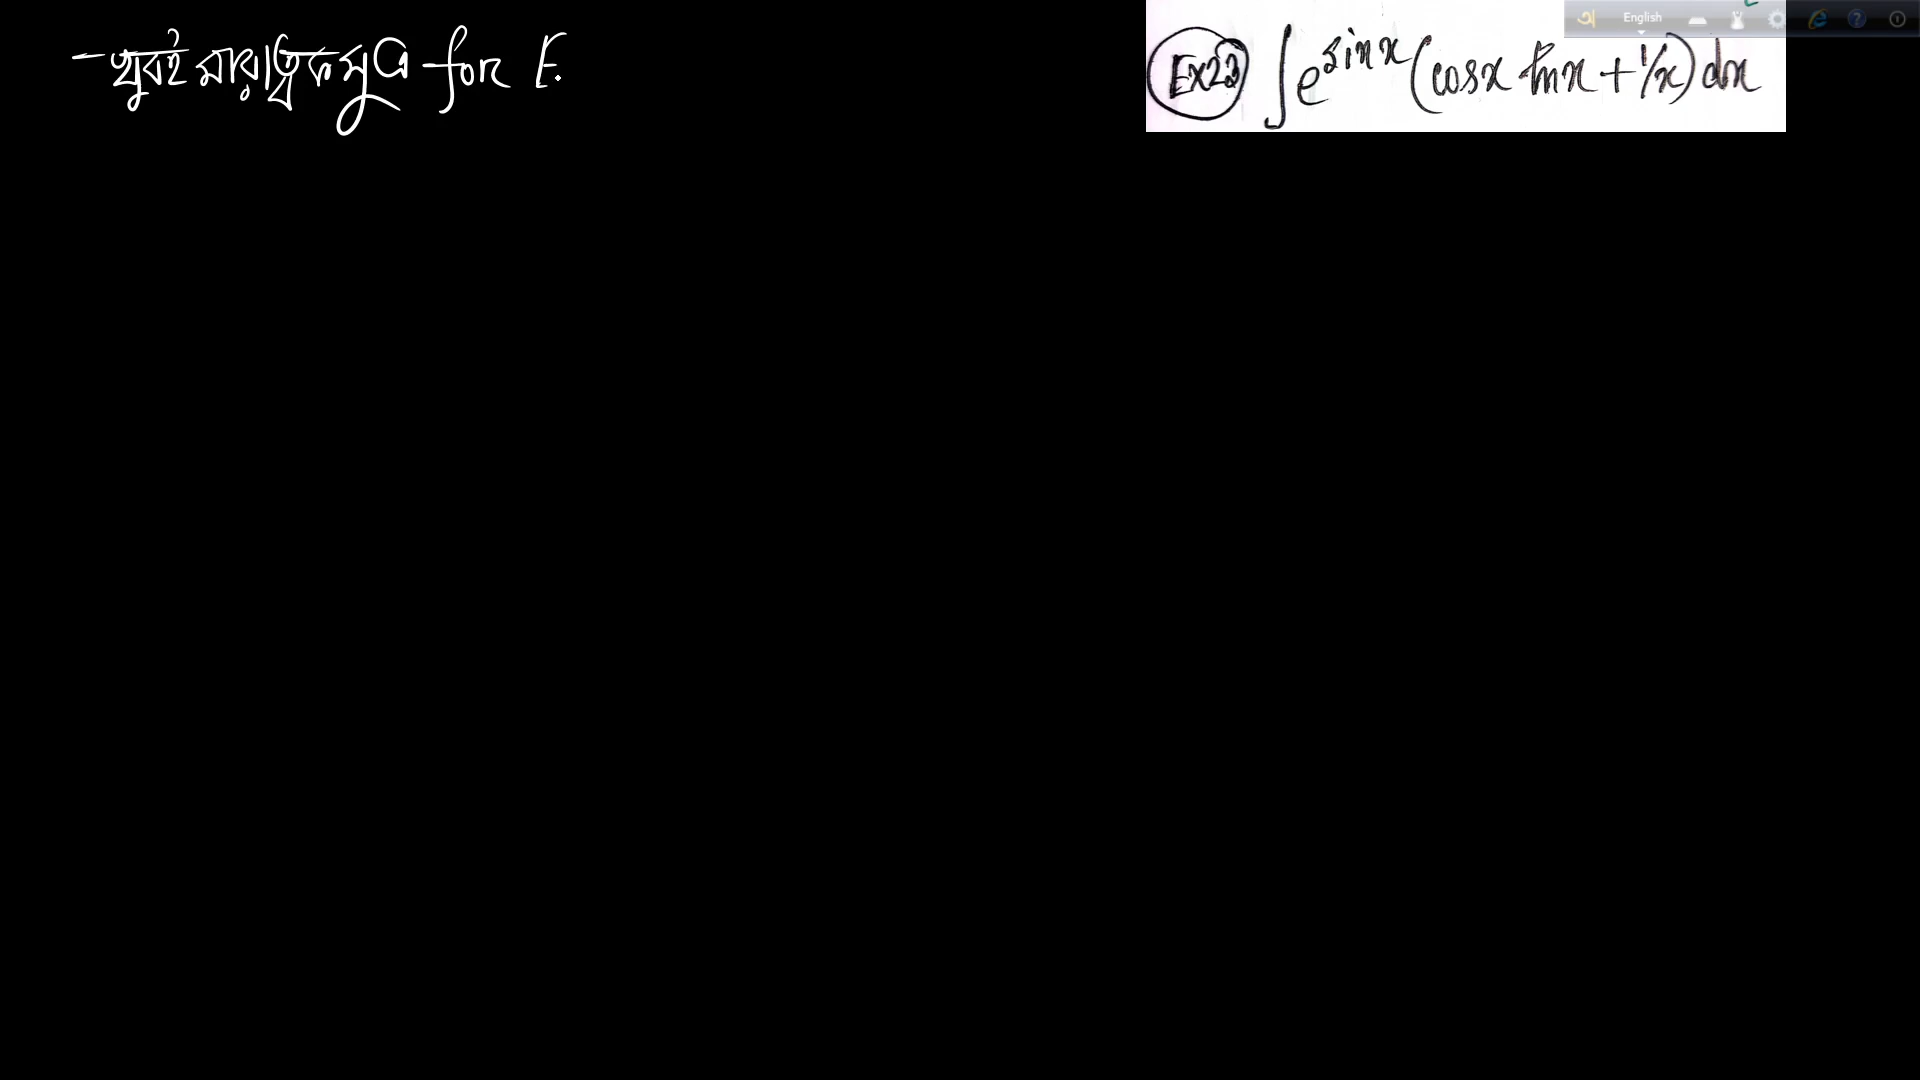 খুবই মারাত্মক সূত্র for E.
English
Ex23 ∫e^sinx (cosx lnx + 1/x) dx